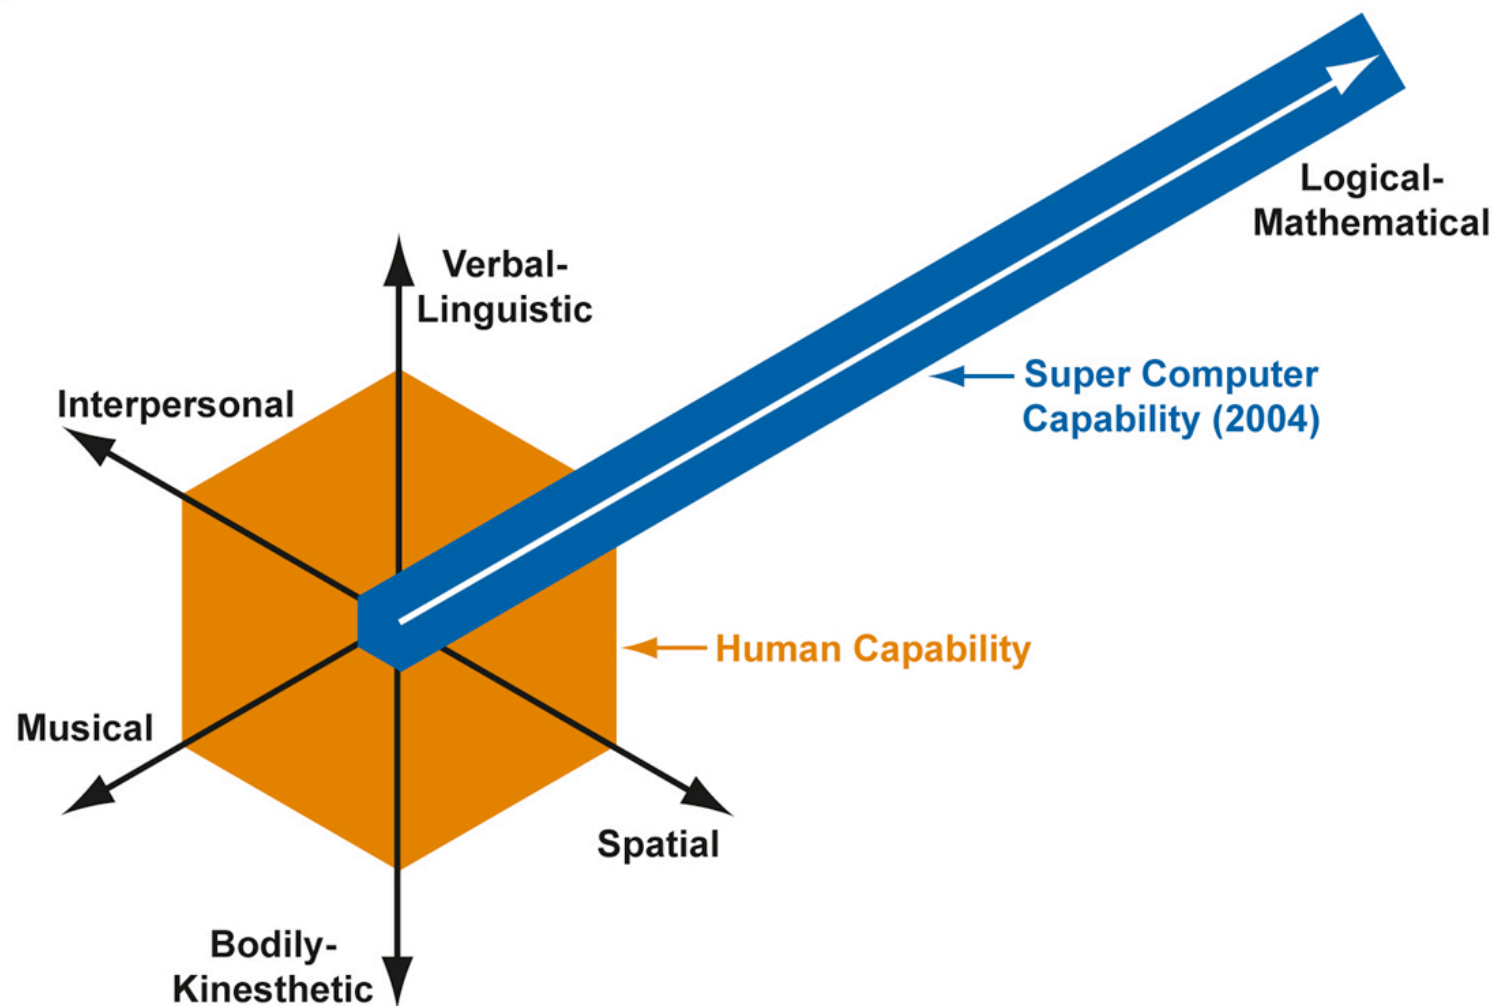 Logical-
Mathematical
Verbal-
Linguistic
Super Computer
Capability (2004)
Interpersonal
Human Capability
Musical
Spatial
Bodily-
Kinesthetic